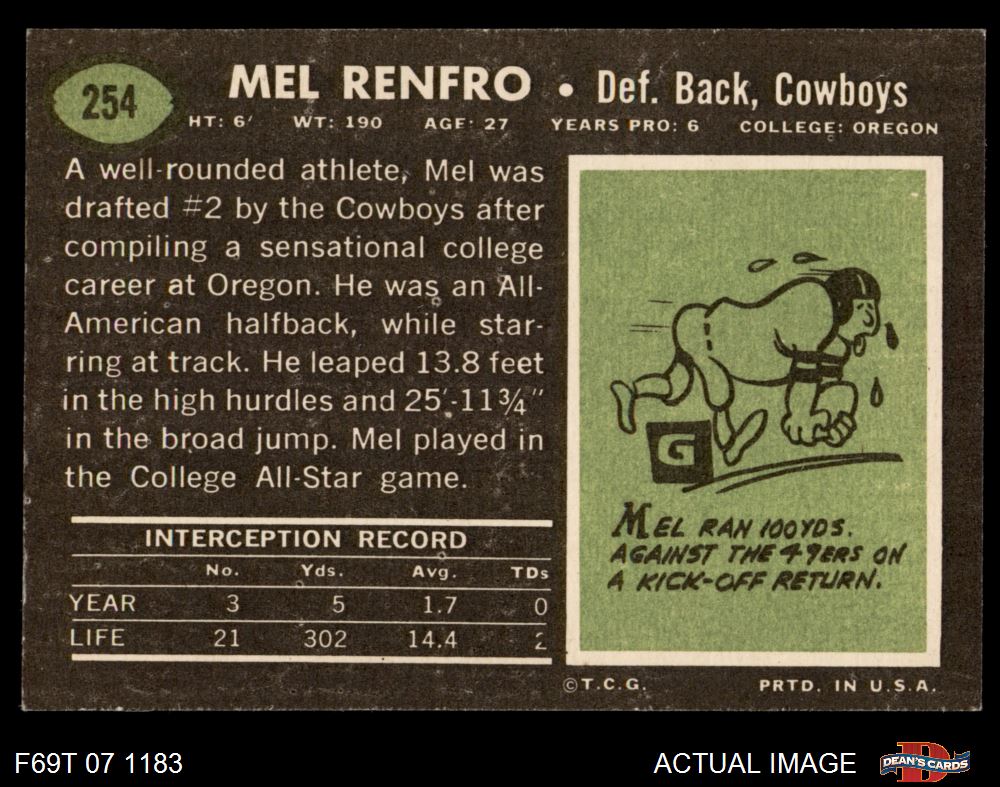 254
MEL RENFRO • Def. Back, Cowboys
HT: 6' WT: 190 AGE: 27 YEARS PRO: 6 COLLEGE: OREGON
A well-rounded athlete, Mel was
drafted #2 by the Cowboys after
compiling a sensational college
career at Oregon. He was an All-
American halfback, while star-
ring at track. He leaped 13.8 feet
in the high hurdles and 25'-11¾"
in the broad jump. Mel played in
the College All-Star game.
INTERCEPTION RECORD
No. Yds. Avg. TDs
YEAR 3 5 1.7 0
LIFE 21 302 14.4 2
G
MEL RAN 100YDS.
AGAINST THE 49ERS ON
A KICK-OFF RETURN.
©T.C.G. PRTD. IN U.S.A.
F69T 07 1183 ACTUAL IMAGE
D
DEAN'S CARDS